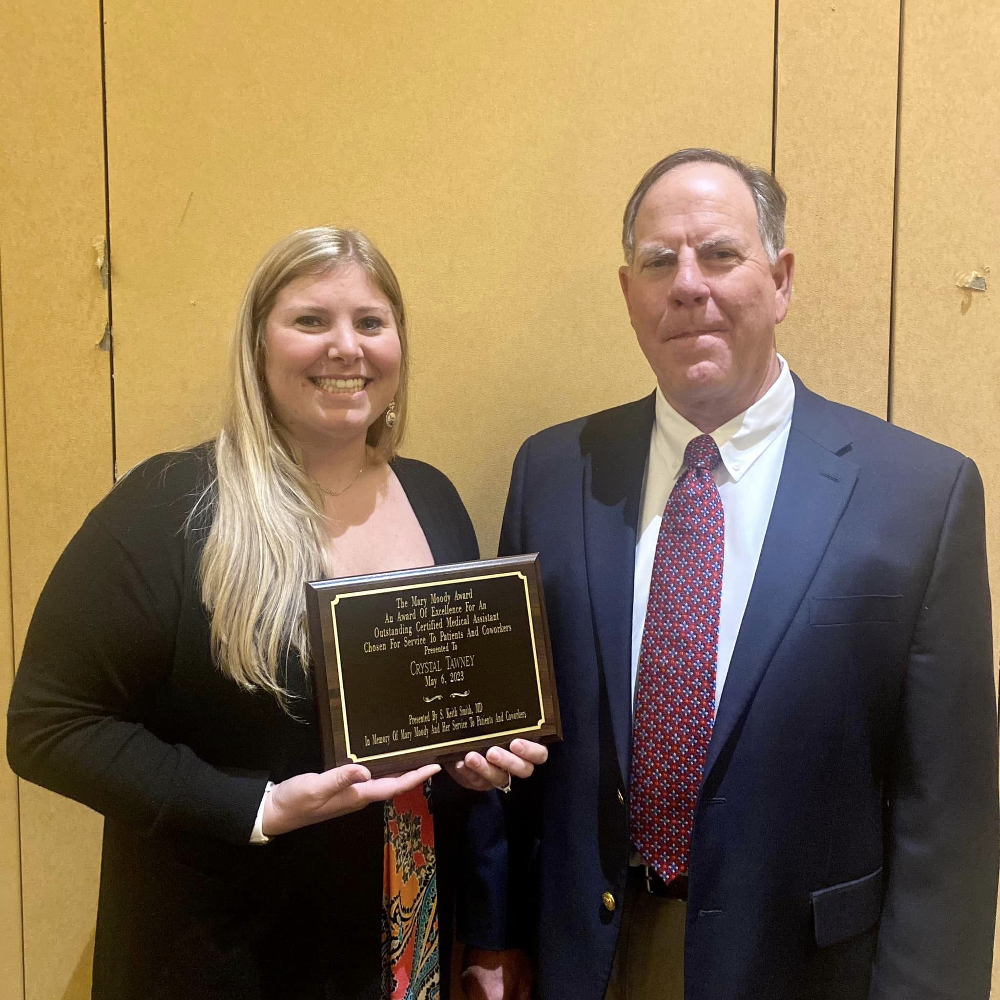 The Mary Moody Award
An Award Of Excellence For An
Outstanding Certified Medical Assistant
Chosen For Service To Patients And Coworkers
Presented To
CRYSTAL TAWNEY
May 6, 2023
Presented By S. Keith Smith, MD
In Memory Of Mary Moody And Her Service To Patients And Coworkers